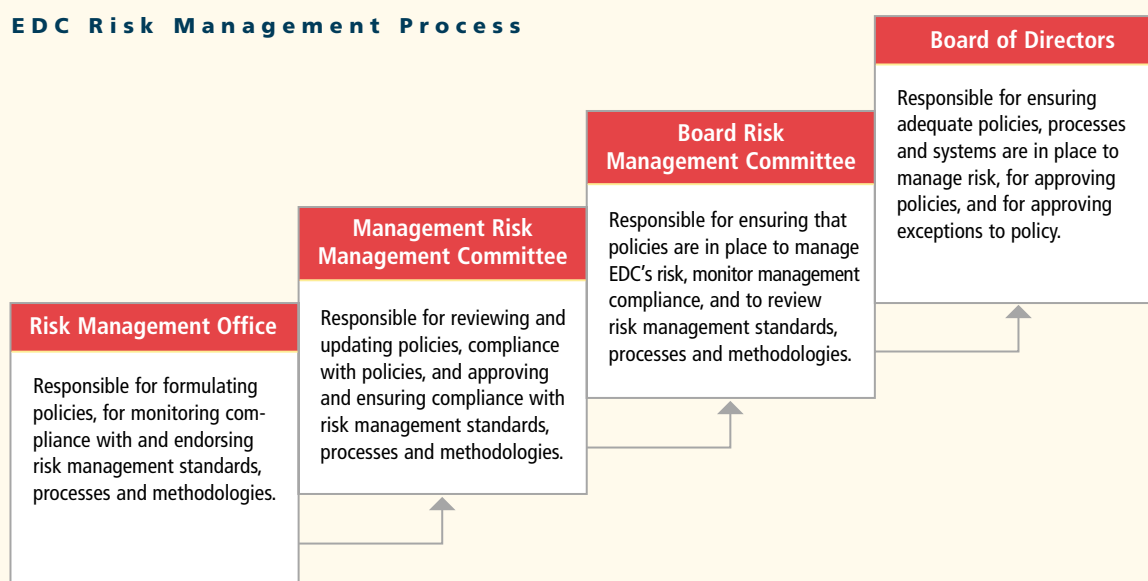 EDC Risk Management Process
Risk Management Office
Responsible for formulating
policies, for monitoring com-
pliance with and endorsing
risk management standards,
processes and methodologies.
Management Risk
Management Committee
Responsible for reviewing and
updating policies, compliance
with policies, and approving
and ensuring compliance with
risk management standards,
processes and methodologies.
Board Risk
Management Committee
Responsible for ensuring that
policies are in place to manage
EDC's risk, monitor management
compliance, and to review
risk management standards,
processes and methodologies.
Board of Directors
Responsible for ensuring
adequate policies, processes
and systems are in place to
manage risk, for approving
policies, and for approving
exceptions to policy.